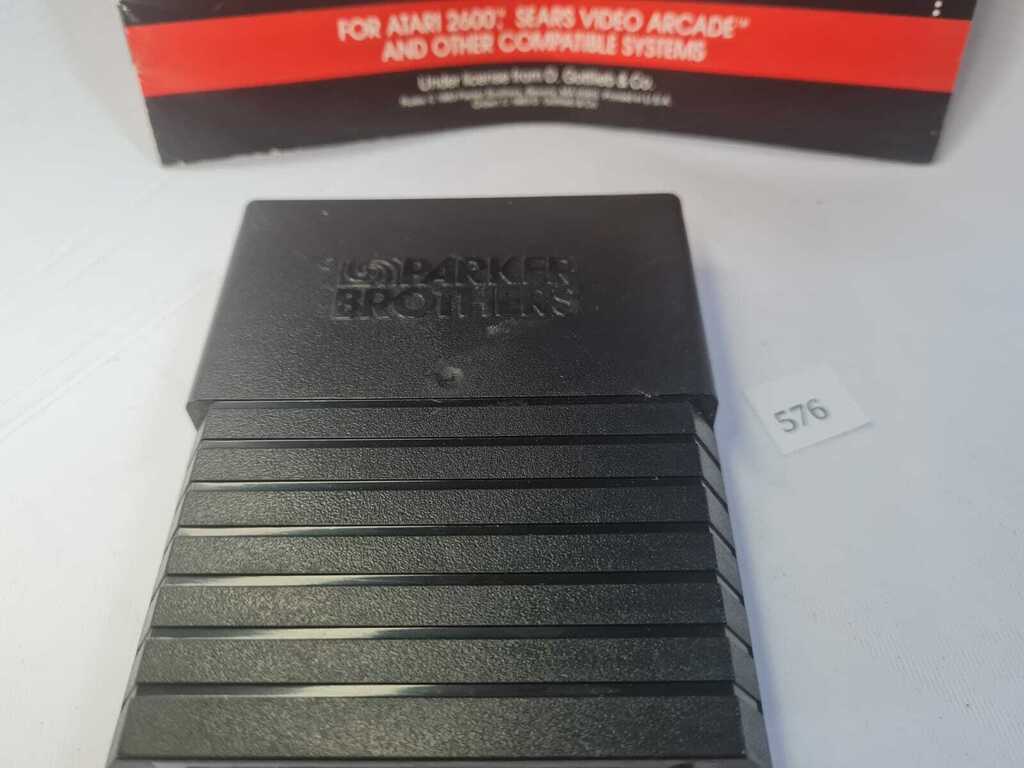 FOR ATARI 2600™, SEARS VIDEO ARCADE™
AND OTHER COMPATIBLE SYSTEMS
Under license from D. Gottlieb & Co.
PARKER
BROTHERS
576